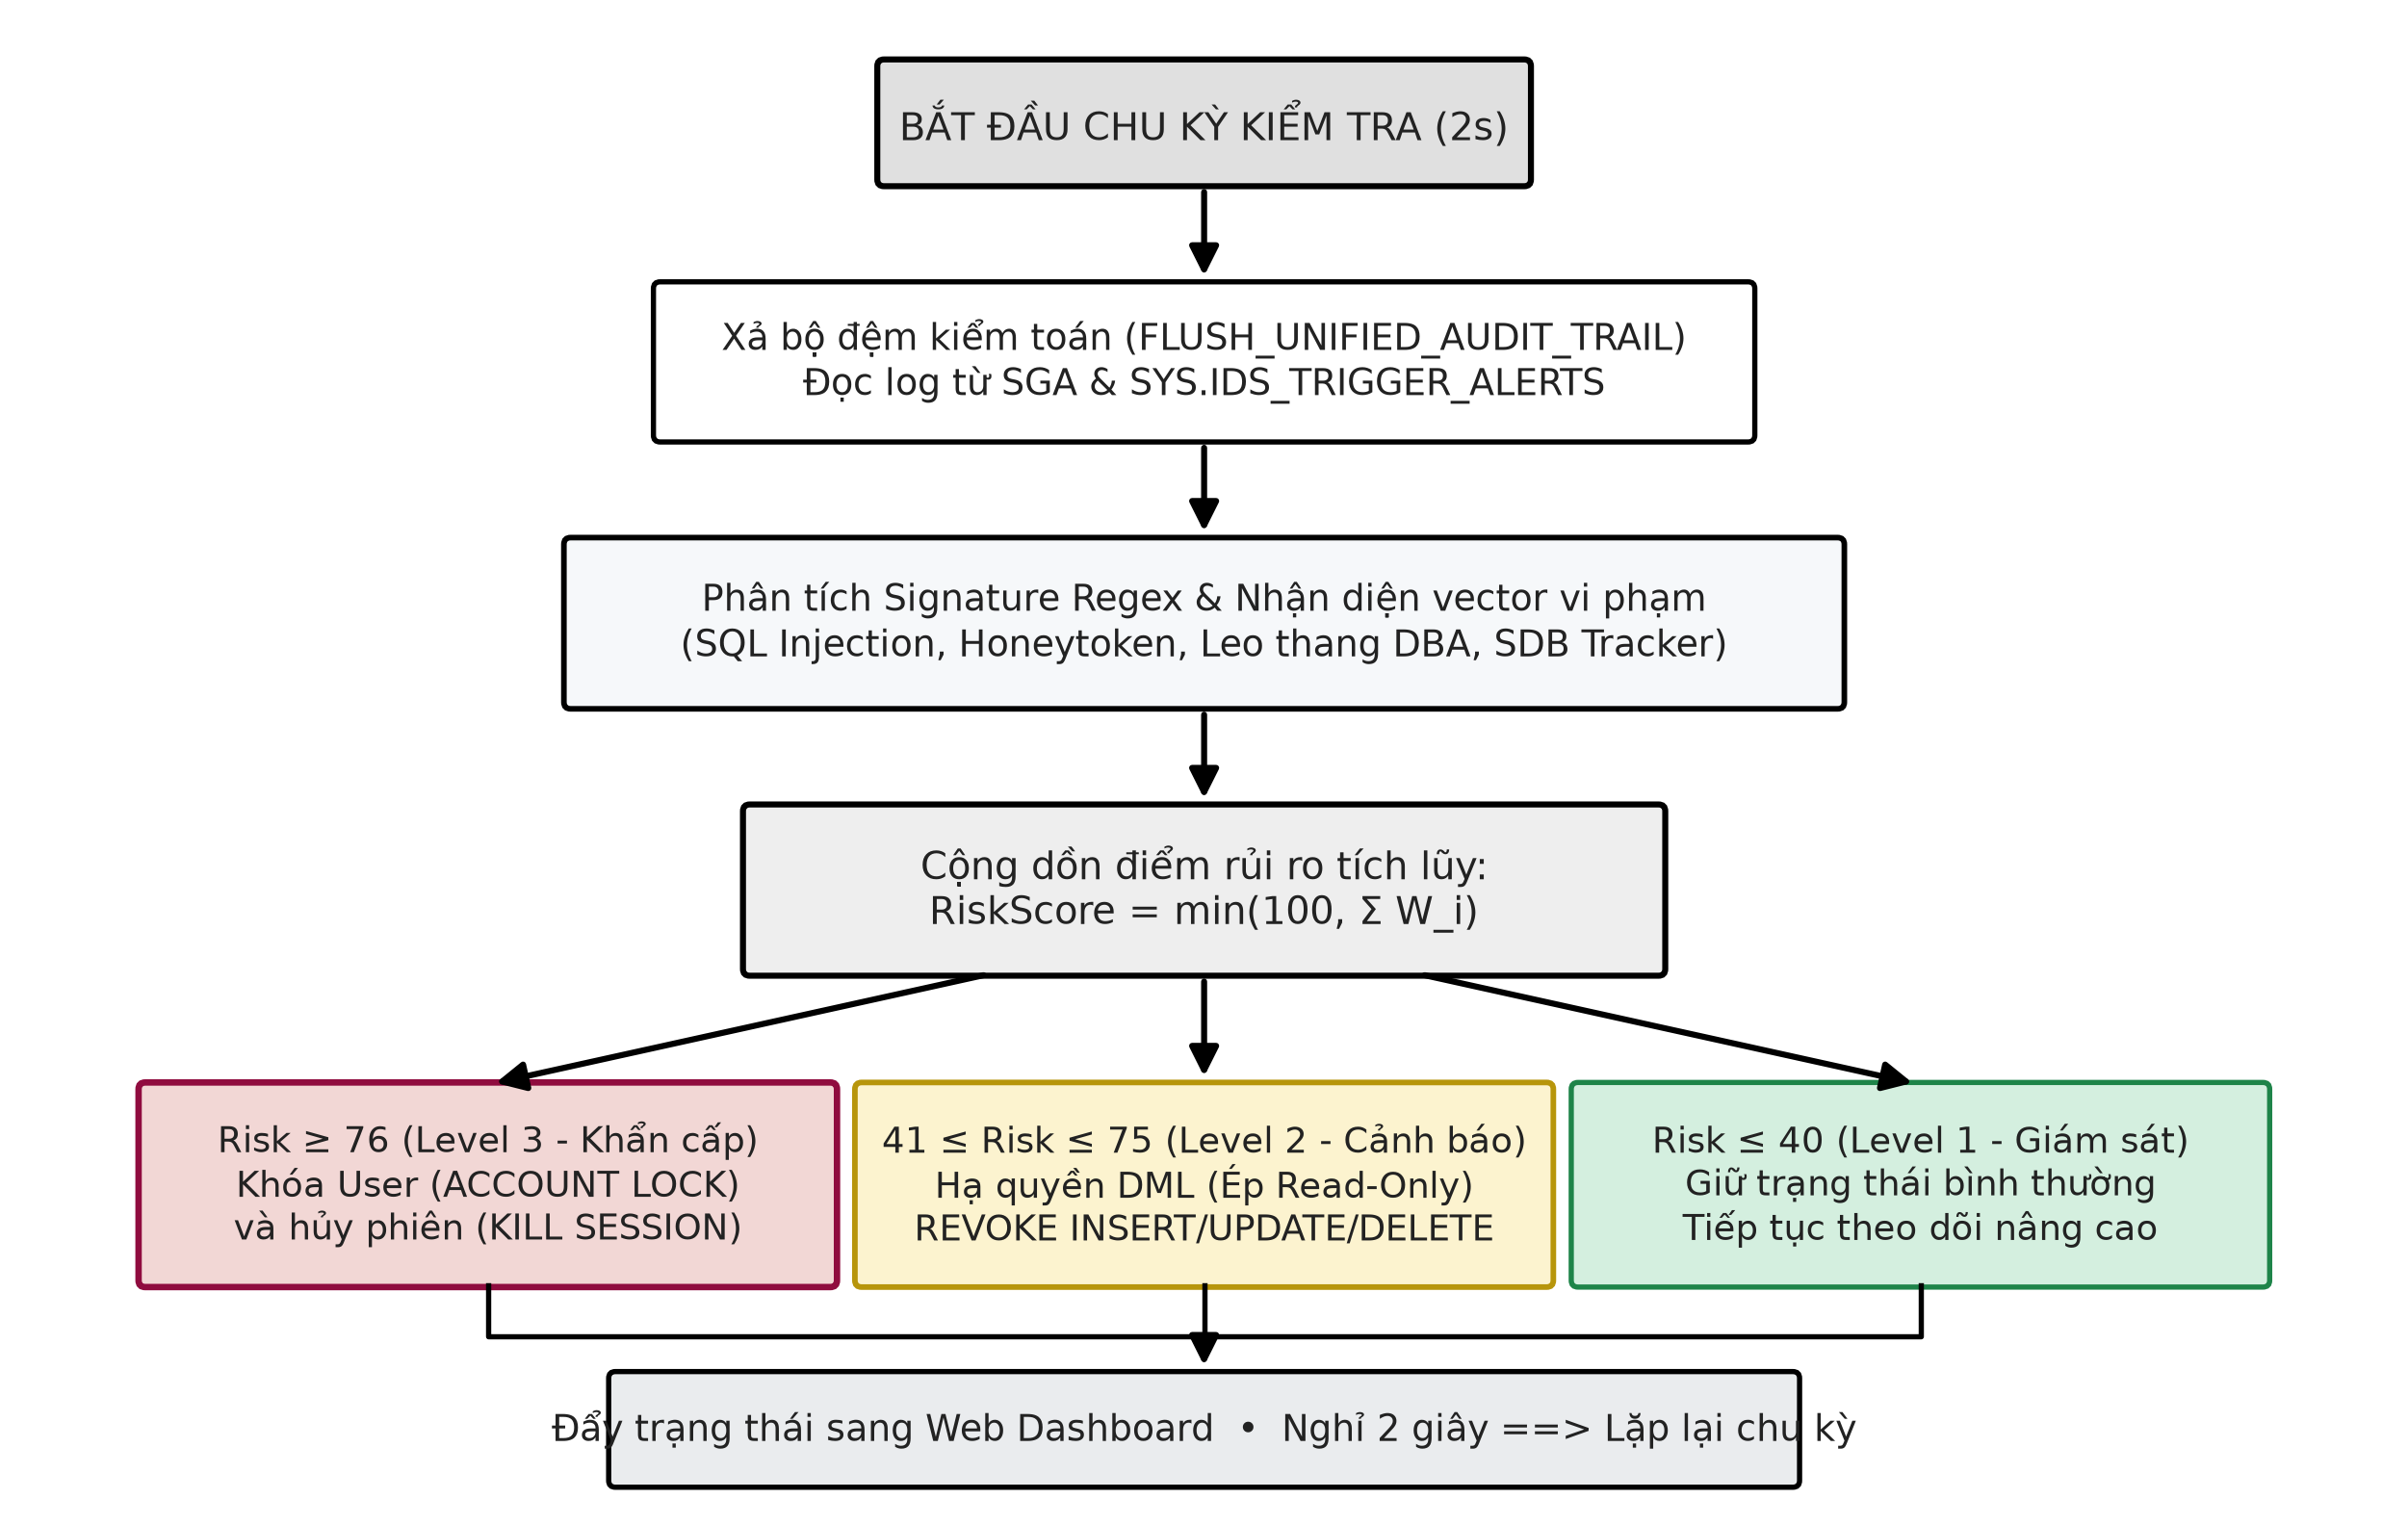 BẮT ĐẦU CHU KỲ KIỂM TRA (2s)
Xả bộ đệm kiểm toán (FLUSH_UNIFIED_AUDIT_TRAIL)
Đọc log từ SGA & SYS.IDS_TRIGGER_ALERTS
Phân tích Signature Regex & Nhận diện vector vi phạm
(SQL Injection, Honeytoken, Leo thang DBA, SDB Tracker)
Cộng dồn điểm rủi ro tích lũy:
RiskScore = min(100, Σ W_i)
Risk ≥ 76 (Level 3 - Khẩn cấp)
Khóa User (ACCOUNT LOCK)
và hủy phiên (KILL SESSION)
41 ≤ Risk ≤ 75 (Level 2 - Cảnh báo)
Hạ quyền DML (Ép Read-Only)
REVOKE INSERT/UPDATE/DELETE
Risk ≤ 40 (Level 1 - Giám sát)
Giữ trạng thái bình thường
Tiếp tục theo dõi nâng cao
Đẩy trạng thái sang Web Dashboard • Nghỉ 2 giây ==> Lặp lại chu kỳ